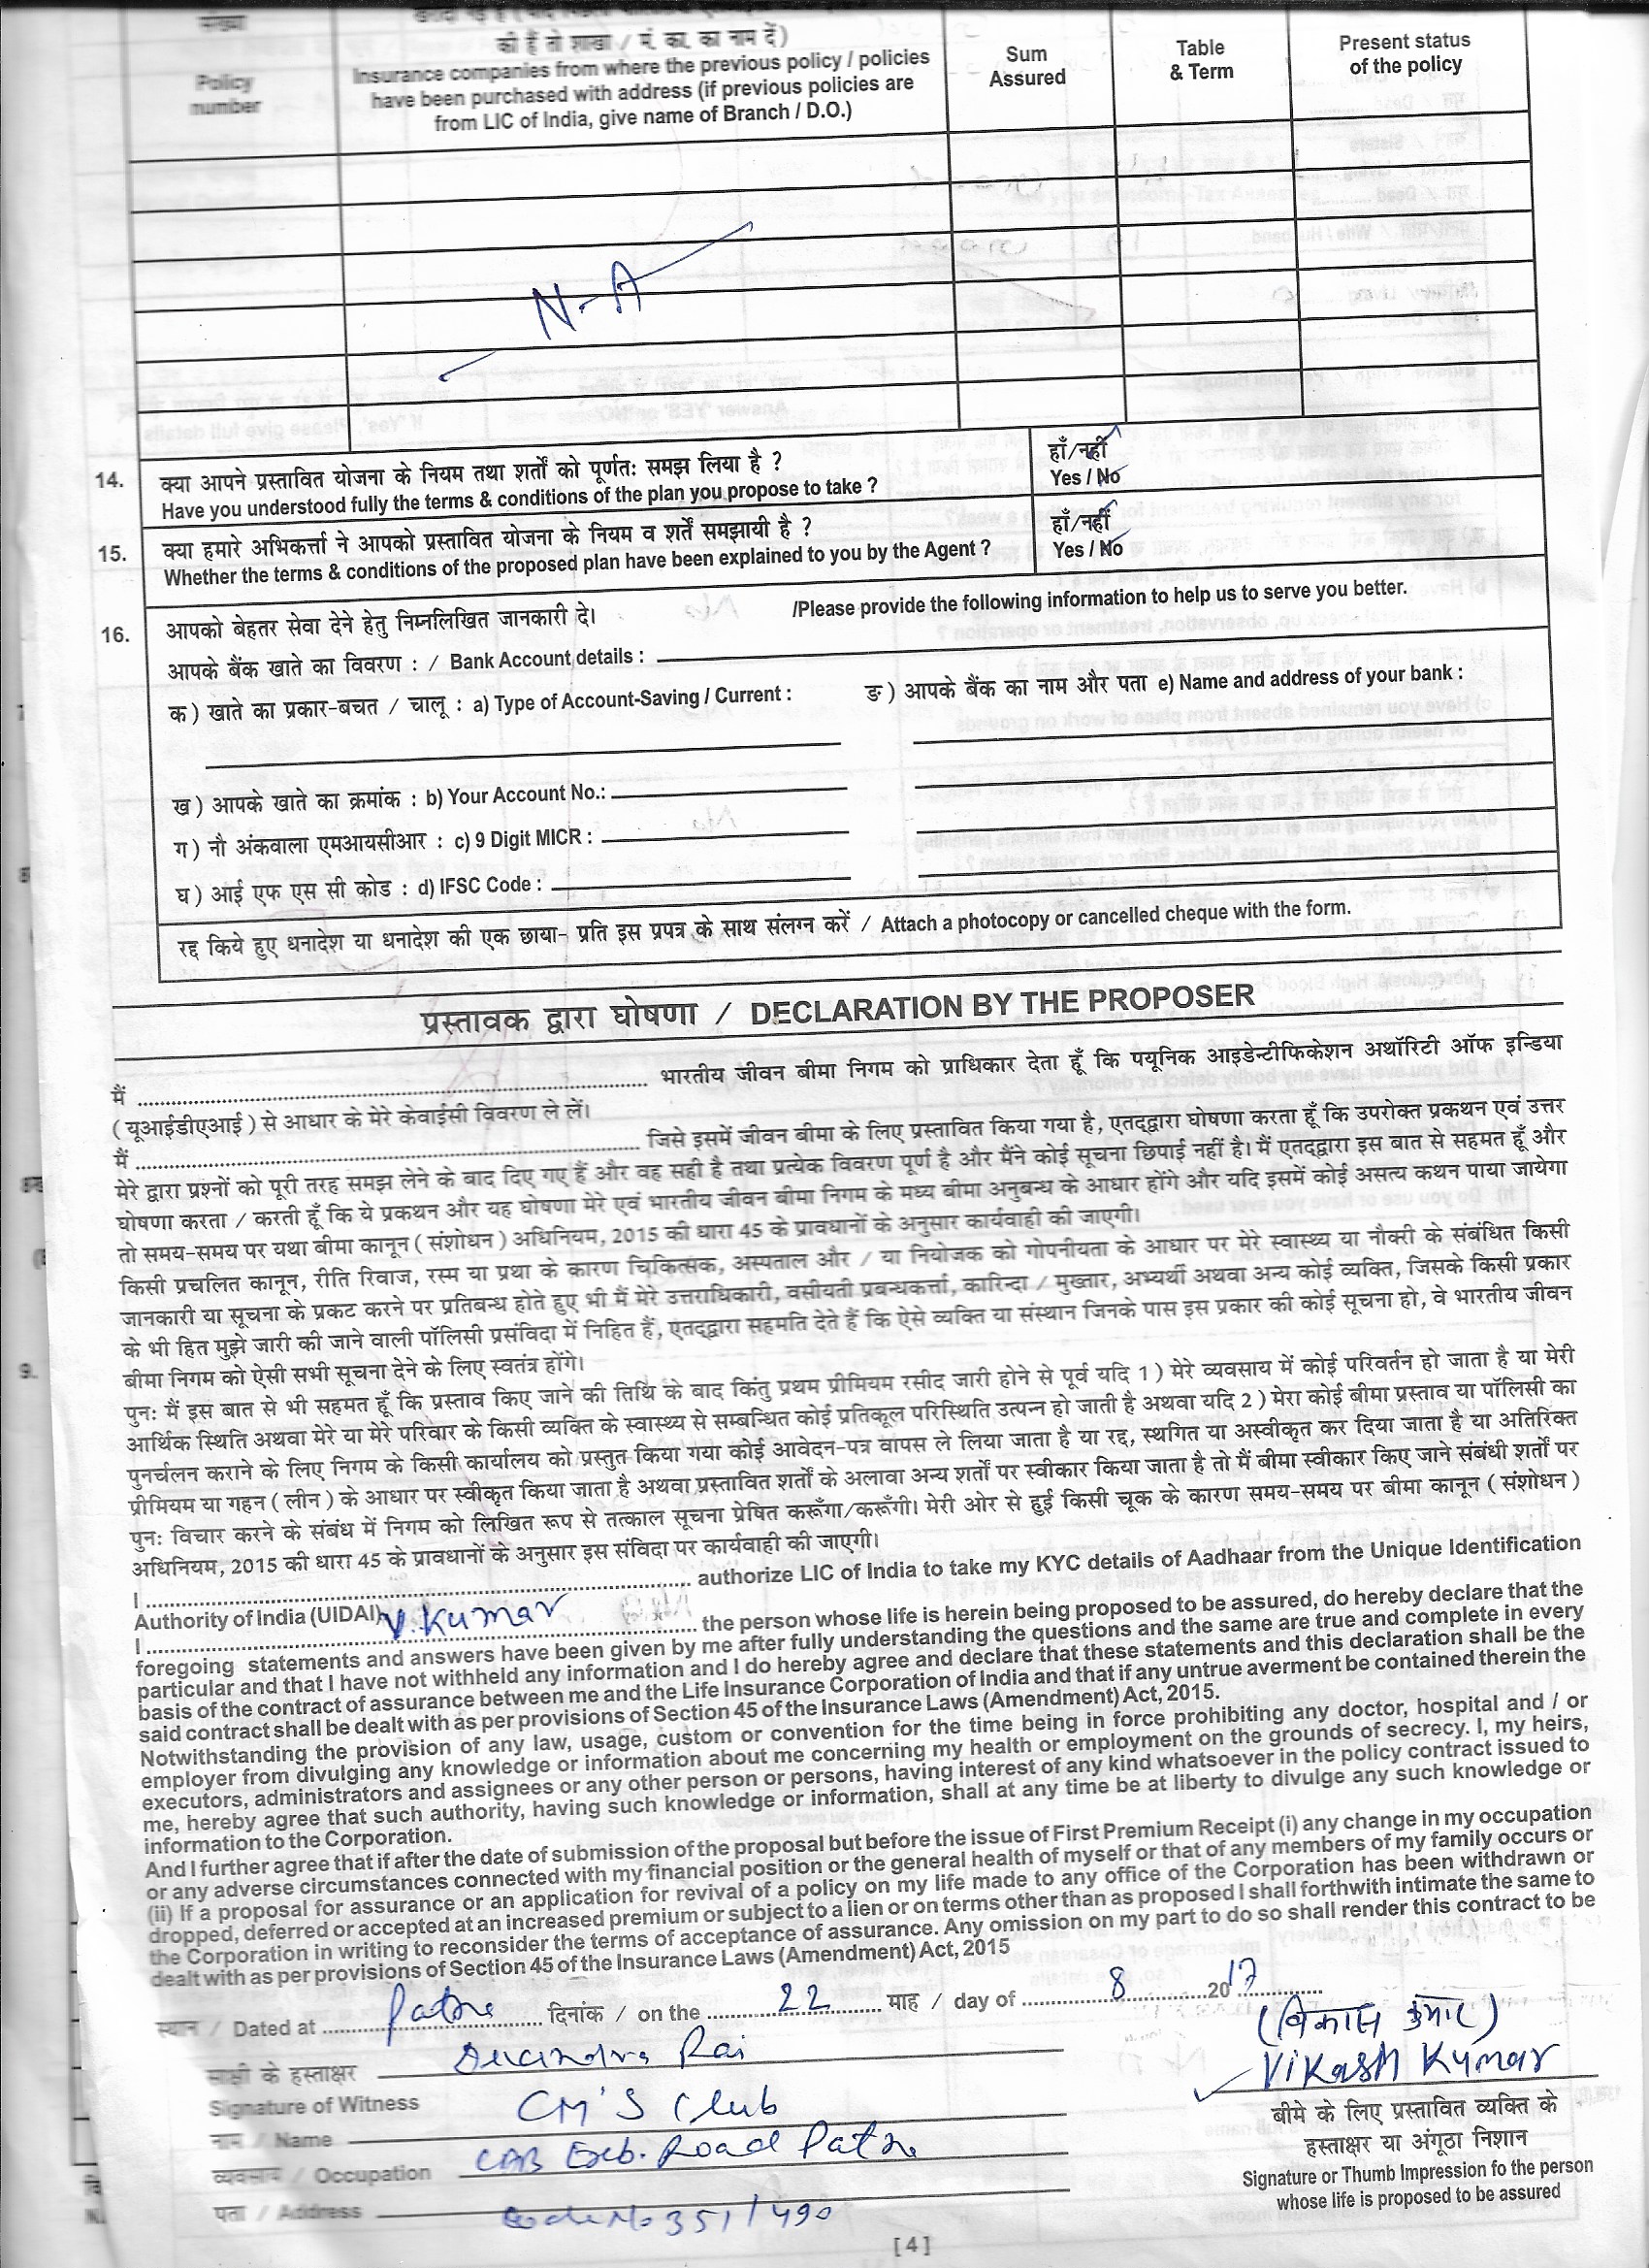 संख्या
की हैं तो शाखा / मं. का. का नाम दें)
Policy number
Insurance companies from where the previous policy / policies
have been purchased with address (if previous policies are
from LIC of India, give name of Branch / D.O.)
Sum
Assured
Table
& Term
Present status
of the policy
N-A
14. क्या आपने प्रस्तावित योजना के नियम तथा शर्तों को पूर्णतः समझ लिया है ? हाँ/नहीं
Have you understood fully the terms & conditions of the plan you propose to take ? Yes / No
15. क्या हमारे अभिकर्त्ता ने आपको प्रस्तावित योजना के नियम व शर्तें समझायी है ? हाँ/नहीं
Whether the terms & conditions of the proposed plan have been explained to you by the Agent ? Yes / No
16. आपको बेहतर सेवा देने हेतु निम्नलिखित जानकारी दे। /Please provide the following information to help us to serve you better.
आपके बैंक खाते का विवरण : / Bank Account details :
क ) खाते का प्रकार-बचत / चालू : a) Type of Account-Saving / Current : ङ ) आपके बैंक का नाम और पता e) Name and address of your bank :
ख ) आपके खाते का क्रमांक : b) Your Account No.:
ग ) नौ अंकवाला एमआयसीआर : c) 9 Digit MICR :
घ ) आई एफ एस सी कोड : d) IFSC Code :
रद्द किये हुए धनादेश या धनादेश की एक छाया- प्रति इस प्रपत्र के साथ संलग्न करें / Attach a photocopy or cancelled cheque with the form.
प्रस्तावक द्वारा घोषणा / DECLARATION BY THE PROPOSER
मैं ........ भारतीय जीवन बीमा निगम को प्राधिकार देता हूँ कि पयूनिक आइडेन्टीफिकेशन अथॉरिटी ऑफ इन्डिया
( यूआईडीएआई ) से आधार के मेरे केवाईसी विवरण ले लें।
मैं ........ जिसे इसमें जीवन बीमा के लिए प्रस्तावित किया गया है, एतद्द्वारा घोषणा करता हूँ कि उपरोक्त प्रकथन एवं उत्तर
मेरे द्वारा प्रश्नों को पूरी तरह समझ लेने के बाद दिए गए हैं और वह सही है तथा प्रत्येक विवरण पूर्ण है और मैंने कोई सूचना छिपाई नहीं है। मैं एतद्द्वारा इस बात से सहमत हूँ और
घोषणा करता / करती हूँ कि ये प्रकथन और यह घोषणा मेरे एवं भारतीय जीवन बीमा निगम के मध्य बीमा अनुबन्ध के आधार होंगे और यदि इसमें कोई असत्य कथन पाया जायेगा
तो समय-समय पर यथा बीमा कानून ( संशोधन ) अधिनियम, 2015 की धारा 45 के प्रावधानों के अनुसार कार्यवाही की जाएगी।
किसी प्रचलित कानून, रीति रिवाज, रस्म या प्रथा के कारण चिकित्सक, अस्पताल और / या नियोजक को गोपनीयता के आधार पर मेरे स्वास्थ्य या नौकरी के संबंधित किसी
जानकारी या सूचना के प्रकट करने पर प्रतिबन्ध होते हुए भी मैं मेरे उत्तराधिकारी, वसीयती प्रबन्धकर्त्ता, कारिन्दा / मुख्तार, अभ्यर्थी अथवा अन्य कोई व्यक्ति, जिसके किसी प्रकार
के भी हित मुझे जारी की जाने वाली पॉलिसी प्रसंविदा में निहित हैं, एतद्द्वारा सहमति देते हैं कि ऐसे व्यक्ति या संस्थान जिनके पास इस प्रकार की कोई सूचना हो, वे भारतीय जीवन
बीमा निगम को ऐसी सभी सूचना देने के लिए स्वतंत्र होंगे।
पुनः मैं इस बात से भी सहमत हूँ कि प्रस्ताव किए जाने की तिथि के बाद किंतु प्रथम प्रीमियम रसीद जारी होने से पूर्व यदि 1 ) मेरे व्यवसाय में कोई परिवर्तन हो जाता है या मेरी
आर्थिक स्थिति अथवा मेरे या मेरे परिवार के किसी व्यक्ति के स्वास्थ्य से सम्बन्धित कोई प्रतिकूल परिस्थिति उत्पन्न हो जाती है अथवा यदि 2 ) मेरा कोई बीमा प्रस्ताव या पॉलिसी का
पुनर्चलन कराने के लिए निगम के किसी कार्यालय को प्रस्तुत किया गया कोई आवेदन-पत्र वापस ले लिया जाता है या रद्द, स्थगित या अस्वीकृत कर दिया जाता है या अतिरिक्त
प्रीमियम या गहन ( लीन ) के आधार पर स्वीकृत किया जाता है अथवा प्रस्तावित शर्तों के अलावा अन्य शर्तों पर स्वीकार किया जाता है तो मैं बीमा स्वीकार किए जाने संबंधी शर्तों पर
पुनः विचार करने के संबंध में निगम को लिखित रूप से तत्काल सूचना प्रेषित करूँगा/करूँगी। मेरी ओर से हुई किसी चूक के कारण समय-समय पर बीमा कानून ( संशोधन )
अधिनियम, 2015 की धारा 45 के प्रावधानों के अनुसार इस संविदा पर कार्यवाही की जाएगी।
I ........ authorize LIC of India to take my KYC details of Aadhaar from the Unique Identification
Authority of India (UIDAI)
I ........ V. Kumar ........ the person whose life is herein being proposed to be assured, do hereby declare that the
foregoing statements and answers have been given by me after fully understanding the questions and the same are true and complete in every
particular and that I have not withheld any information and I do hereby agree and declare that these statements and this declaration shall be the
basis of the contract of assurance between me and the Life Insurance Corporation of India and that if any untrue averment be contained therein the
said contract shall be dealt with as per provisions of Section 45 of the Insurance Laws (Amendment) Act, 2015.
Notwithstanding the provision of any law, usage, custom or convention for the time being in force prohibiting any doctor, hospital and / or
employer from divulging any knowledge or information about me concerning my health or employment on the grounds of secrecy. I, my heirs,
executors, administrators and assignees or any other person or persons, having interest of any kind whatsoever in the policy contract issued to
me, hereby agree that such authority, having such knowledge or information, shall at any time be at liberty to divulge any such knowledge or
information to the Corporation.
And I further agree that if after the date of submission of the proposal but before the issue of First Premium Receipt (i) any change in my occupation
or any adverse circumstances connected with my financial position or the general health of myself or that of any members of my family occurs or
(ii) If a proposal for assurance or an application for revival of a policy on my life made to any office of the Corporation has been withdrawn or
dropped, deferred or accepted at an increased premium or subject to a lien or on terms other than as proposed I shall forthwith intimate the same to
the Corporation in writing to reconsider the terms of acceptance of assurance. Any omission on my part to do so shall render this contract to be
dealt with as per provisions of Section 45 of the Insurance Laws (Amendment) Act, 2015
स्थान / Dated at ........ Patna ........ दिनांक / on the ........ 22 ........ माह / day of ........ 8 ........ 2017
(विकास कुमार)
Vikash Kumar
साक्षी के हस्ताक्षर Rai
Signature of Witness
नाम / Name CM'S Club
व्यवसाय / Occupation Road Patna
पता / Address Code No 351/490
बीमे के लिए प्रस्तावित व्यक्ति के
हस्ताक्षर या अंगूठा निशान
Signature or Thumb Impression fo the person
whose life is proposed to be assured
[ 4 ]